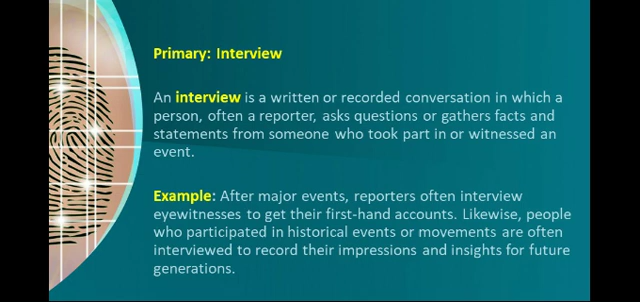 Primary: Interview
An interview is a written or recorded conversation in which a
person, often a reporter, asks questions or gathers facts and
statements from someone who took part in or witnessed an
event.
Example: After major events, reporters often interview
eyewitnesses to get their first-hand accounts. Likewise, people
who participated in historical events or movements are often
interviewed to record their impressions and insights for future
generations.